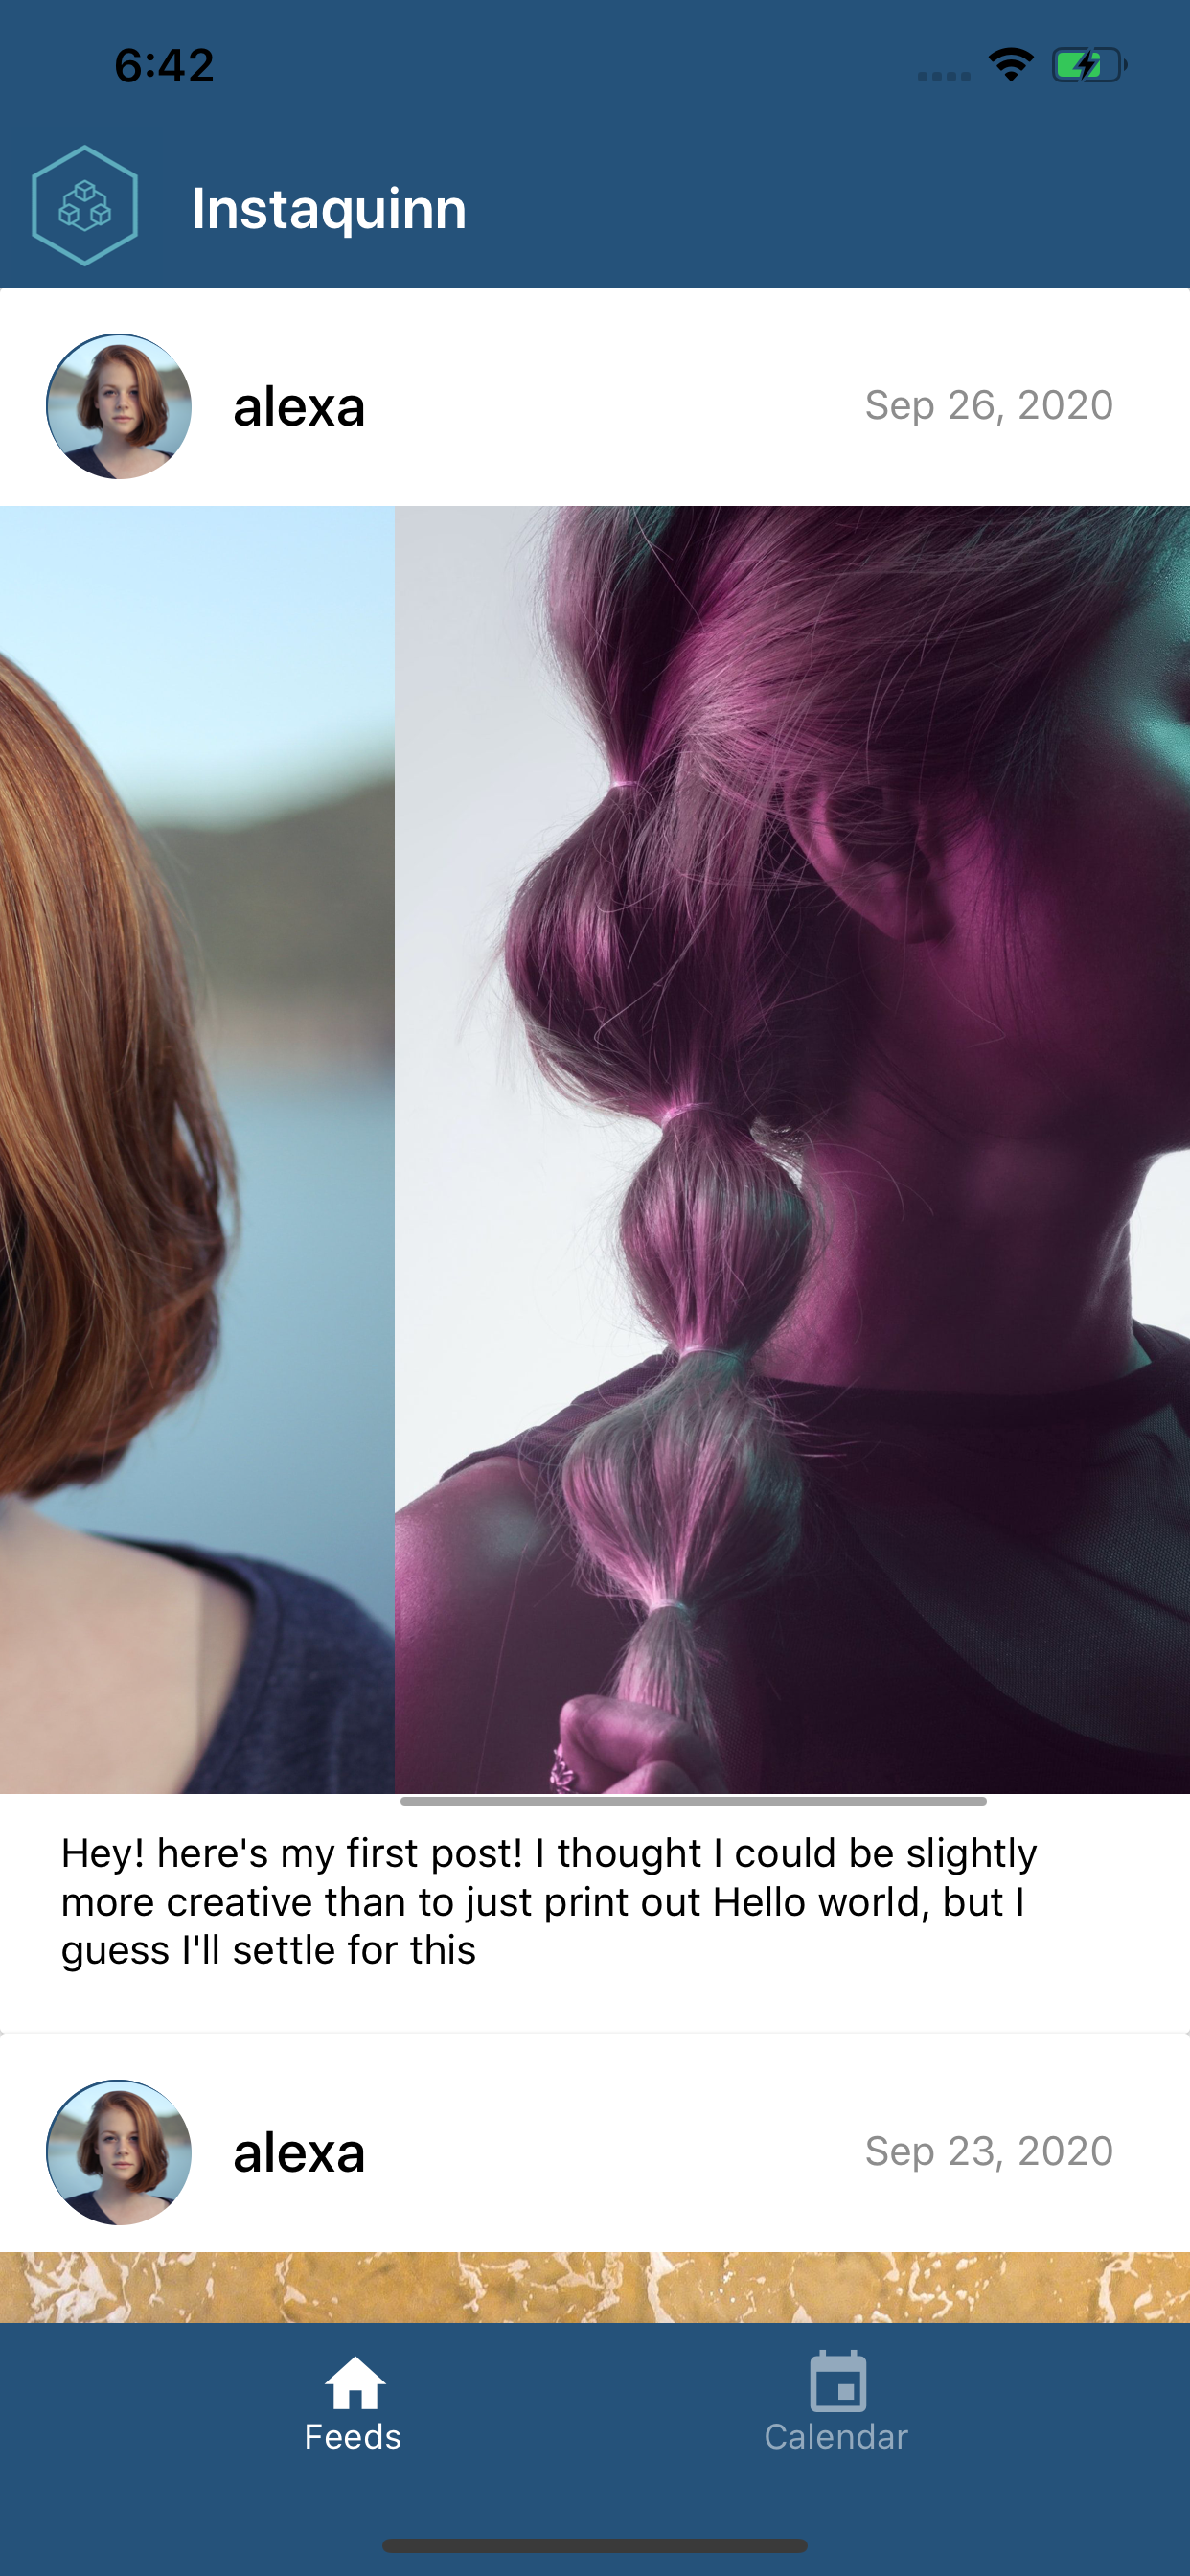 6:42
Instaquinn
alexa
Sep 26, 2020
Hey! here's my first post! I thought I could be slightly
more creative than to just print out Hello world, but I
guess I'll settle for this
alexa
Sep 23, 2020
Feeds
Calendar